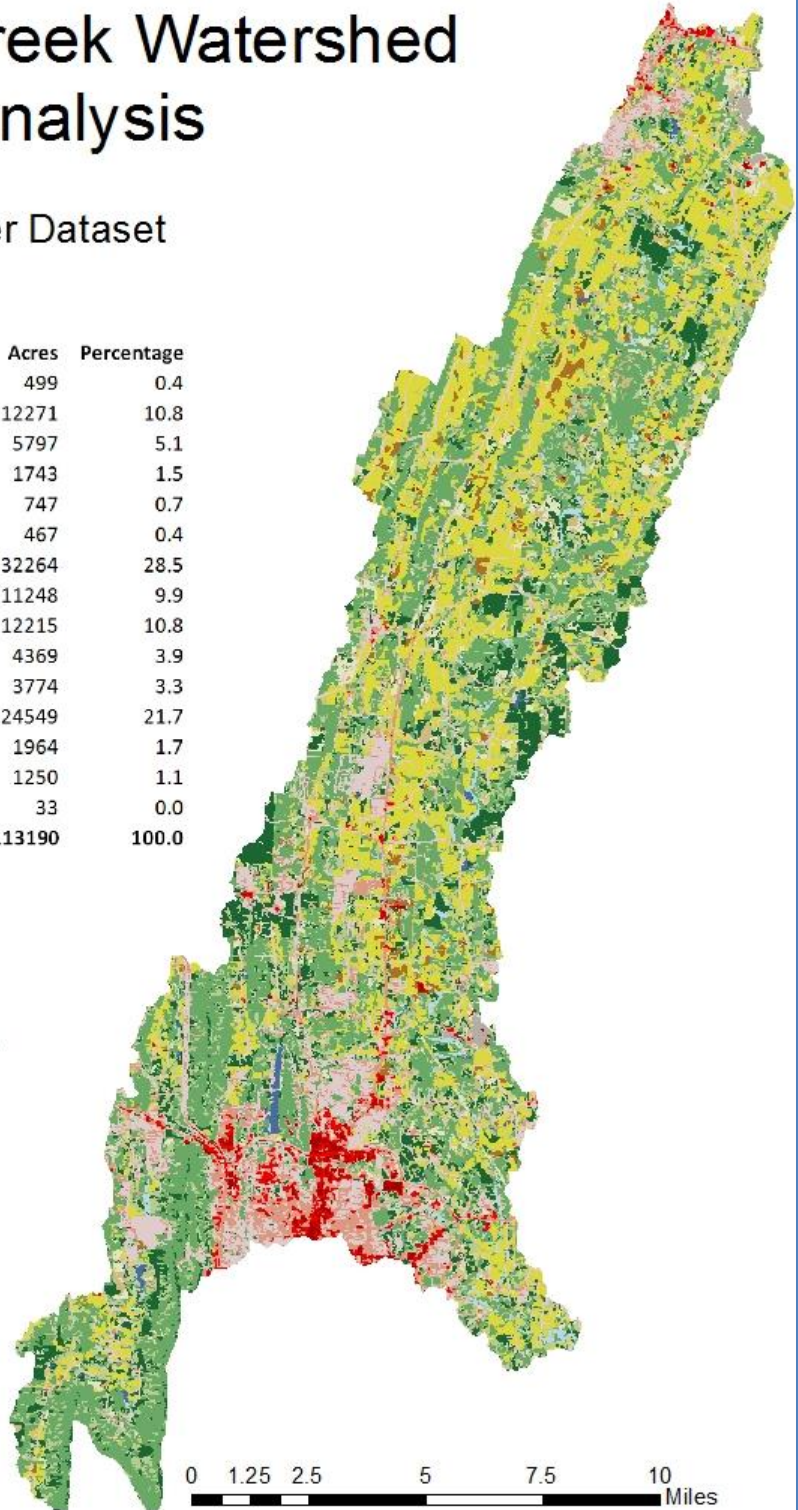 reek Watershed
nalysis
er Dataset
Acres Percentage
499 0.4
12271 10.8
5797 5.1
1743 1.5
747 0.7
467 0.4
32264 28.5
11248 9.9
12215 10.8
4369 3.9
3774 3.3
24549 21.7
1964 1.7
1250 1.1
33 0.0
113190 100.0
0 1.25 2.5 5 7.5 10
Miles